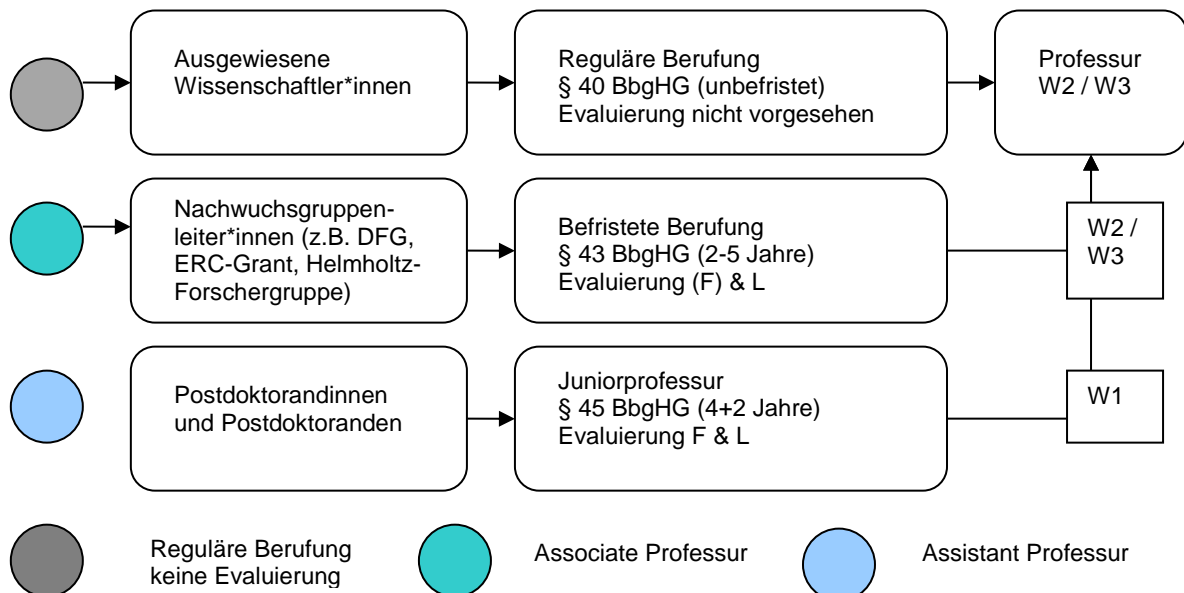 Ausgewiesene
Wissenschaftler*innen
Reguläre Berufung
§ 40 BbgHG (unbefristet)
Evaluierung nicht vorgesehen
Professur
W2 / W3
Nachwuchsgruppen-
leiter*innen (z.B. DFG,
ERC-Grant, Helmholtz-
Forschergruppe)
Befristete Berufung
§ 43 BbgHG (2-5 Jahre)
Evaluierung (F) & L
W2 /
W3
Postdoktorandinnen
und Postdoktoranden
Juniorprofessur
§ 45 BbgHG (4+2 Jahre)
Evaluierung F & L
W1
Reguläre Berufung
keine Evaluierung
Associate Professur
Assistant Professur